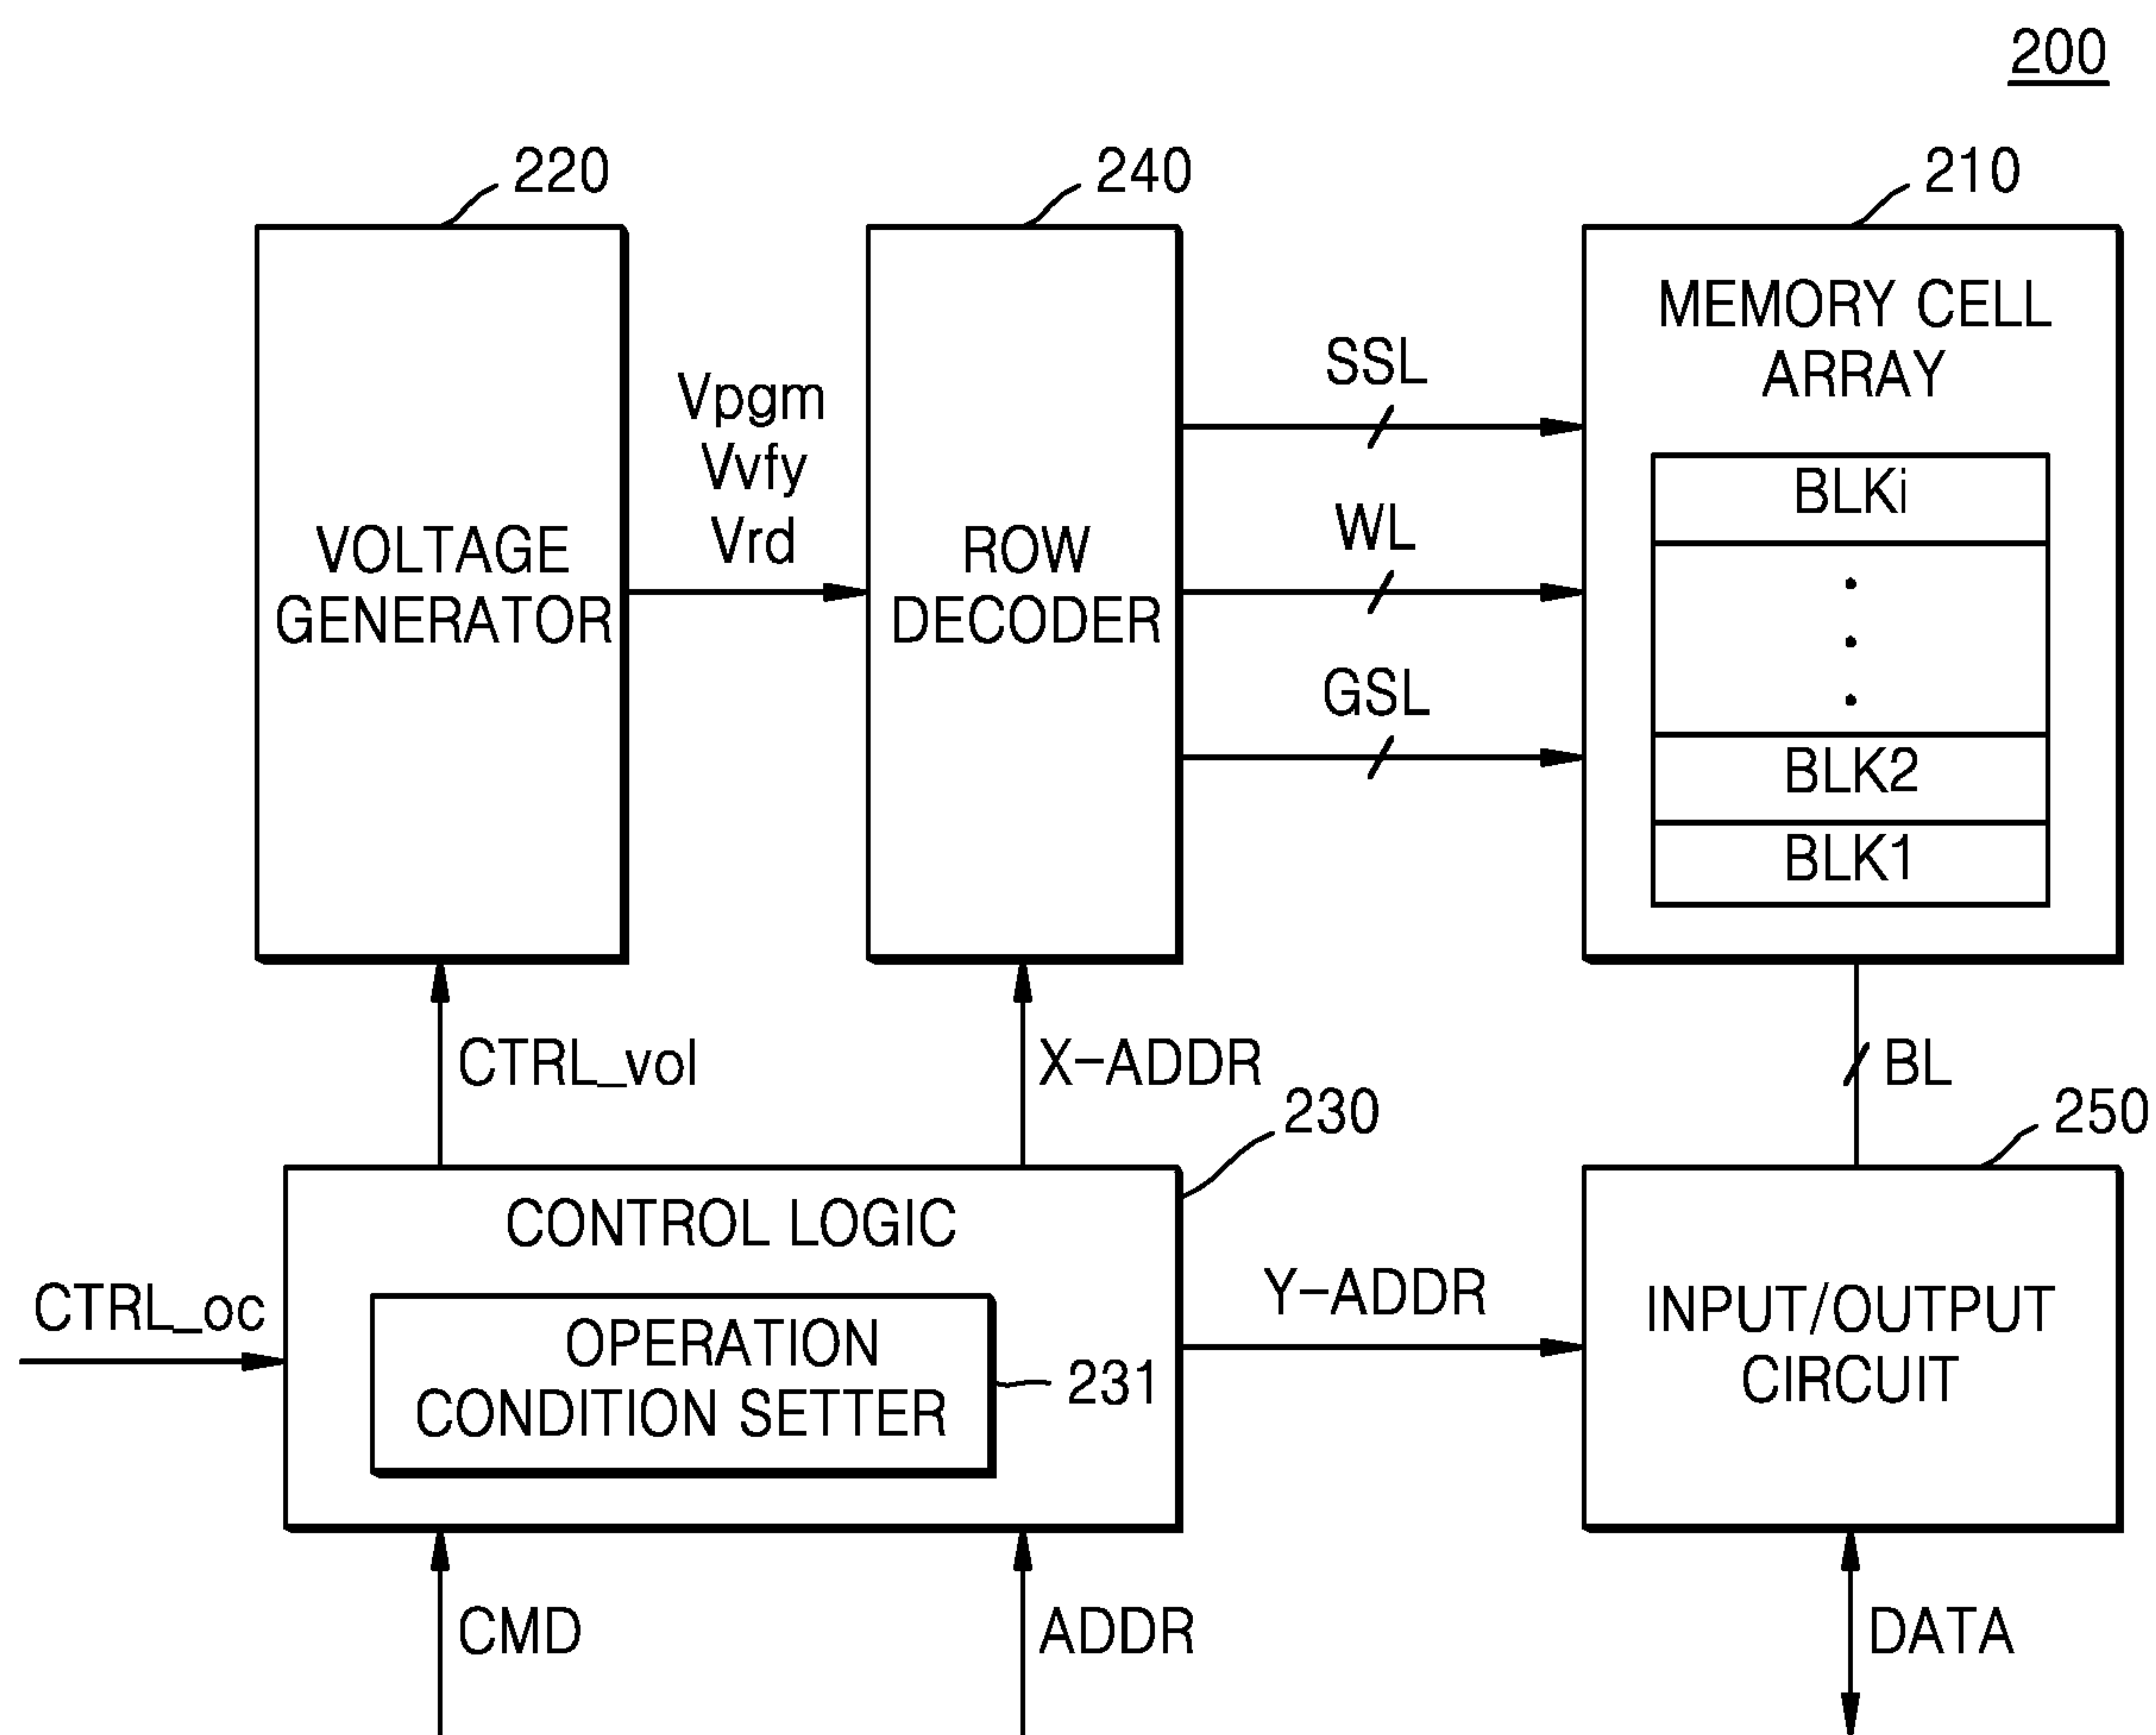 200
220
240
210
VOLTAGE
GENERATOR
Vpgm
Vvfy
Vrd
ROW
DECODER
SSL
WL
GSL
MEMORY CELL
ARRAY
BLKi
BLK2
BLK1
CTRL_vol
X-ADDR
BL
230
250
CONTROL LOGIC
CTRL_oc
OPERATION
CONDITION SETTER
231
Y-ADDR
INPUT/OUTPUT
CIRCUIT
CMD
ADDR
DATA